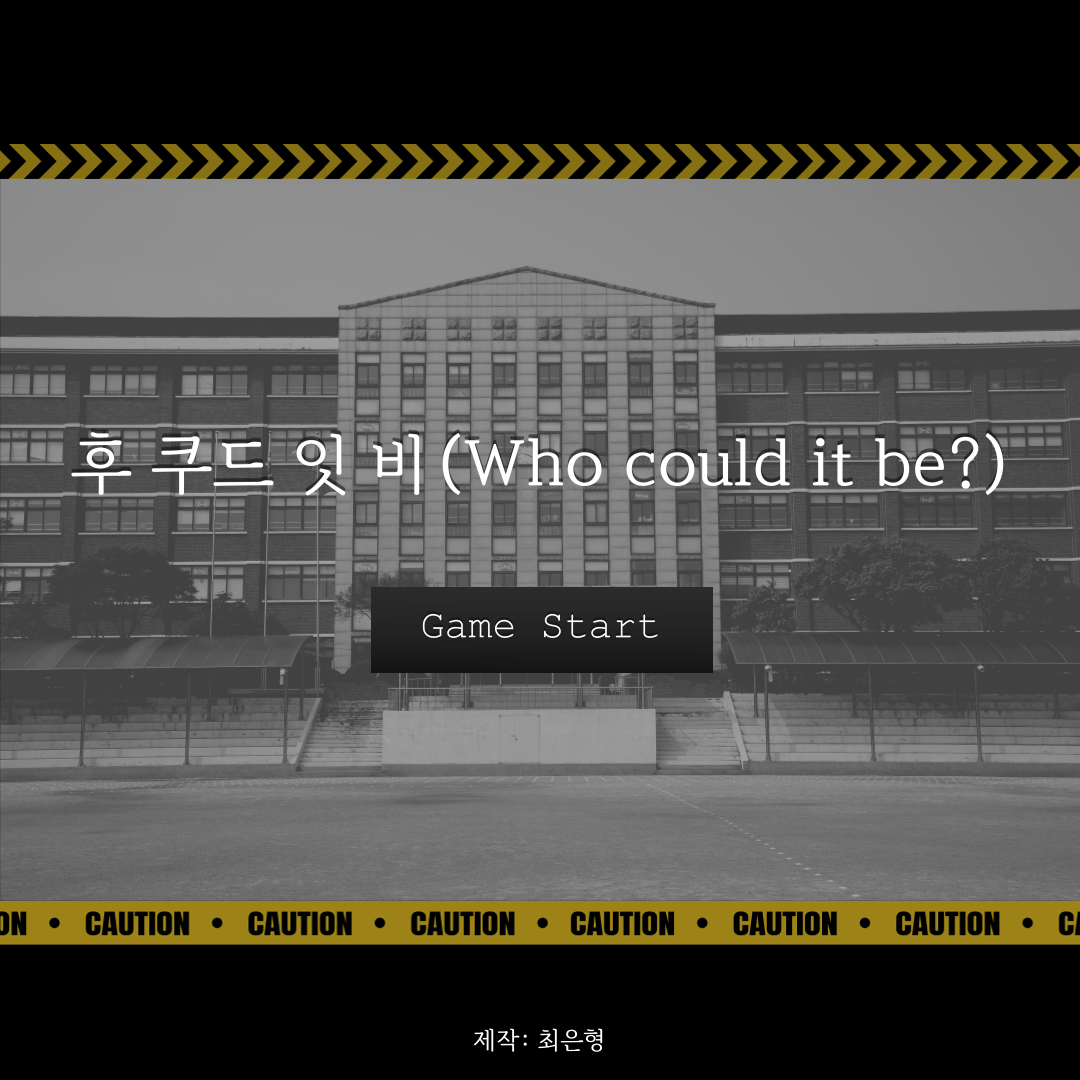 후 쿠드 잇 비(Who could it be?)
Game Start
ON • CAUTION • CAUTION • CAUTION • CAUTION • CAUTION • CAUTION • CA
제작: 최은형